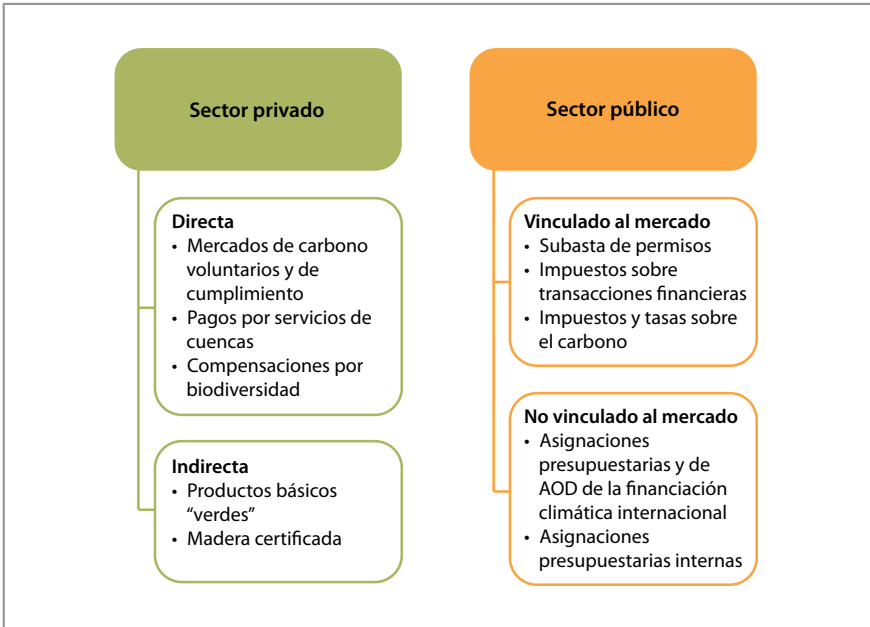 Sector privado
Directa
• Mercados de carbono
voluntarios y de
cumplimiento
• Pagos por servicios de
cuencas
• Compensaciones por
biodiversidad
Indirecta
• Productos básicos
“verdes”
• Madera certificada
Sector público
Vinculado al mercado
• Subasta de permisos
• Impuestos sobre
transacciones financieras
• Impuestos y tasas sobre
el carbono
No vinculado al mercado
• Asignaciones
presupuestarias y de
AOD de la financiación
climática internacional
• Asignaciones
presupuestarias internas